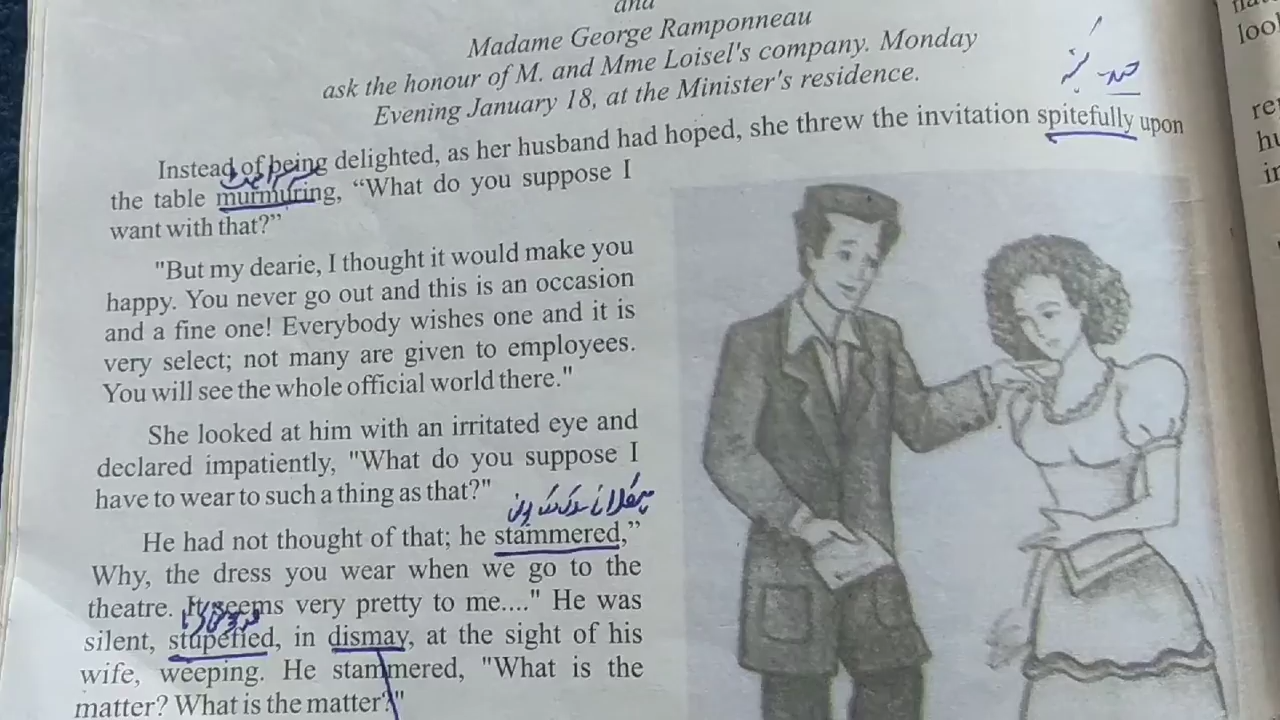 and
Madame George Ramponneau
ask the honour of M. and Mme Loisel's company. Monday
Evening January 18, at the Minister's residence.
Instead of being delighted, as her husband had hoped, she threw the invitation spitefully upon
the table murmuring, “What do you suppose I
want with that?”
"But my dearie, I thought it would make you
happy. You never go out and this is an occasion
and a fine one! Everybody wishes one and it is
very select; not many are given to employees.
You will see the whole official world there."
She looked at him with an irritated eye and
declared impatiently, "What do you suppose I
have to wear to such a thing as that?"
He had not thought of that; he stammered,”
Why, the dress you wear when we go to the
theatre. It seems very pretty to me...." He was
silent, stupefied, in dismay, at the sight of his
wife, weeping. He stammered, "What is the
matter? What is the matter?"
loo
re
hu
in